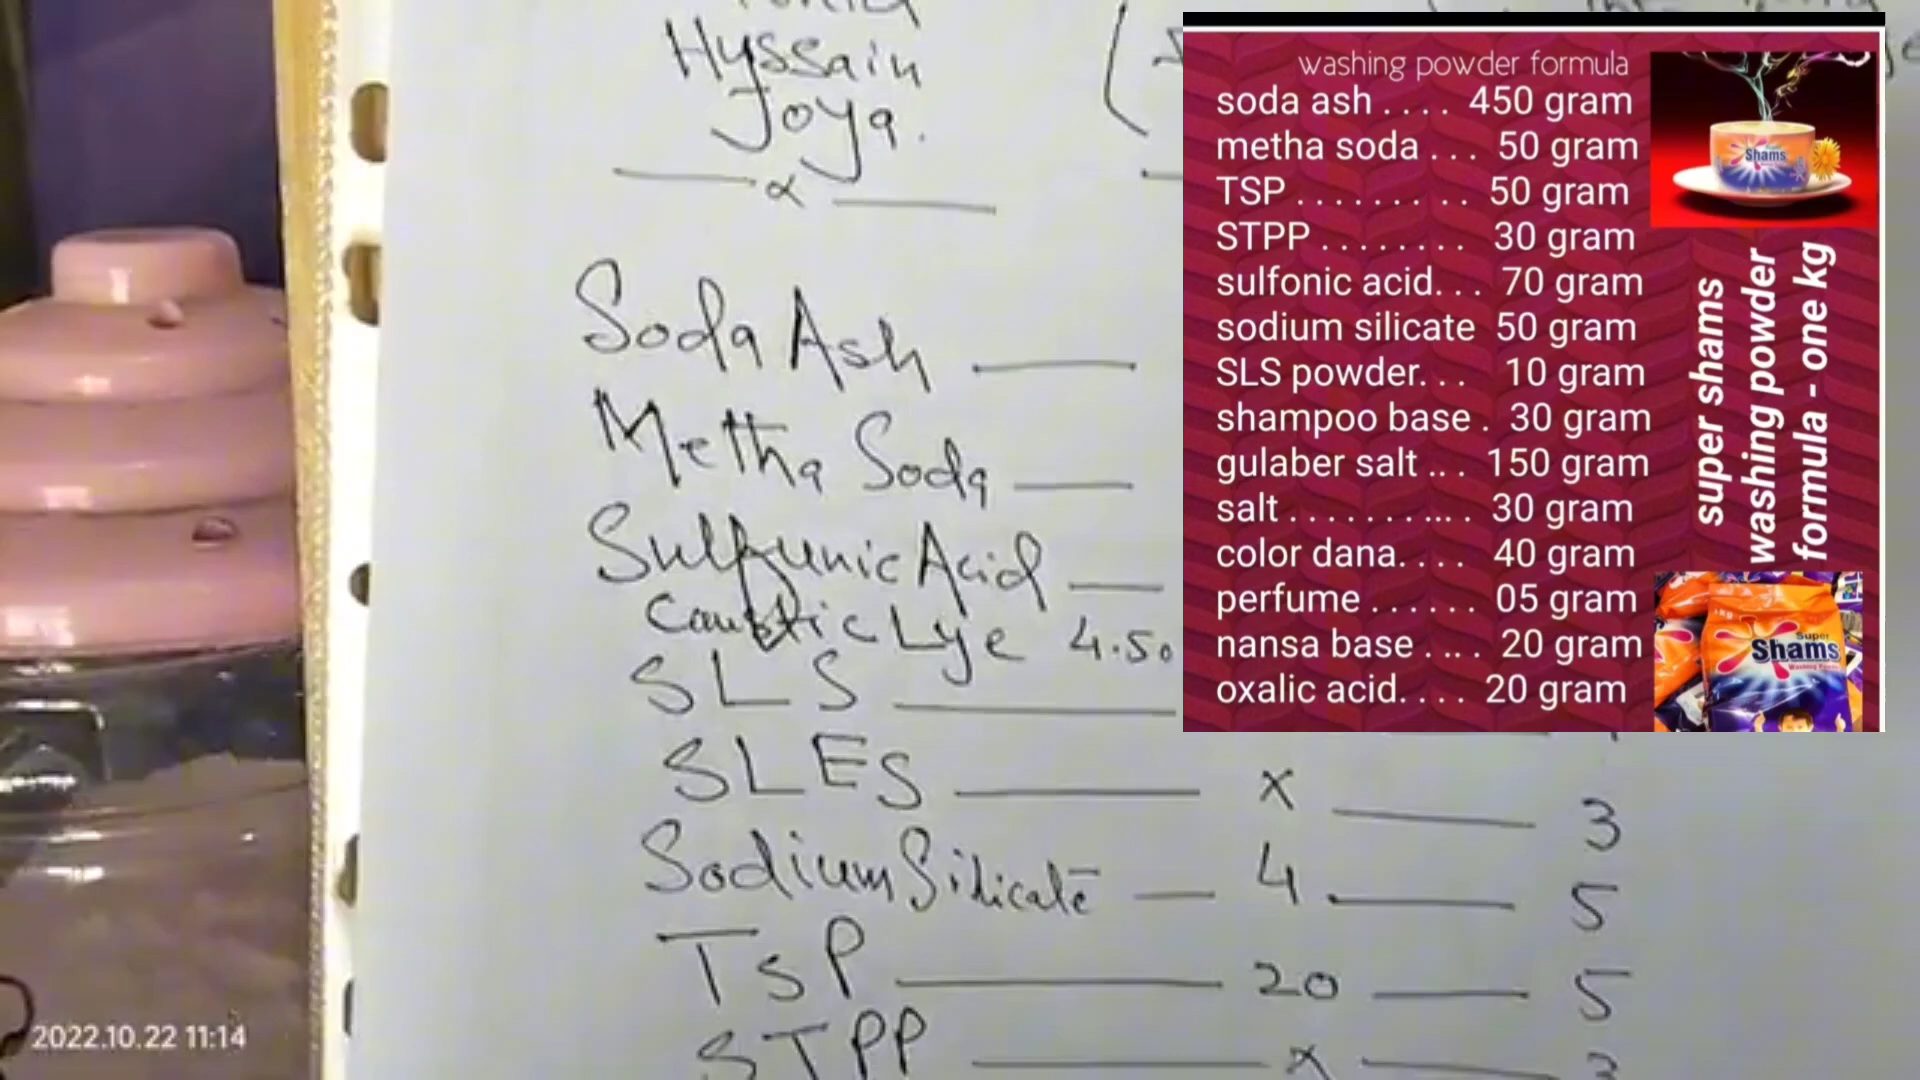 Hyssain
Joya.
Soda Ash
Metha Soda
Sulfunic Acid
Caustic Lye 4.50
SLS
SLES x 3
Sodium Silicate 4 5
TSP 20 5
STPP x 3
2022.10.22 11:14
washing powder formula
soda ash .... 450 gram
metha soda ... 50 gram
TSP ......... 50 gram
STPP ........ 30 gram
sulfonic acid... 70 gram
sodium silicate 50 gram
SLS powder... 10 gram
shampoo base . 30 gram
gulaber salt ... 150 gram
salt .......... 30 gram
color dana.... 40 gram
perfume ...... 05 gram
nansa base .... 20 gram
oxalic acid.... 20 gram
super shams
washing powder
formula - one kg
Shams
Super
Shams